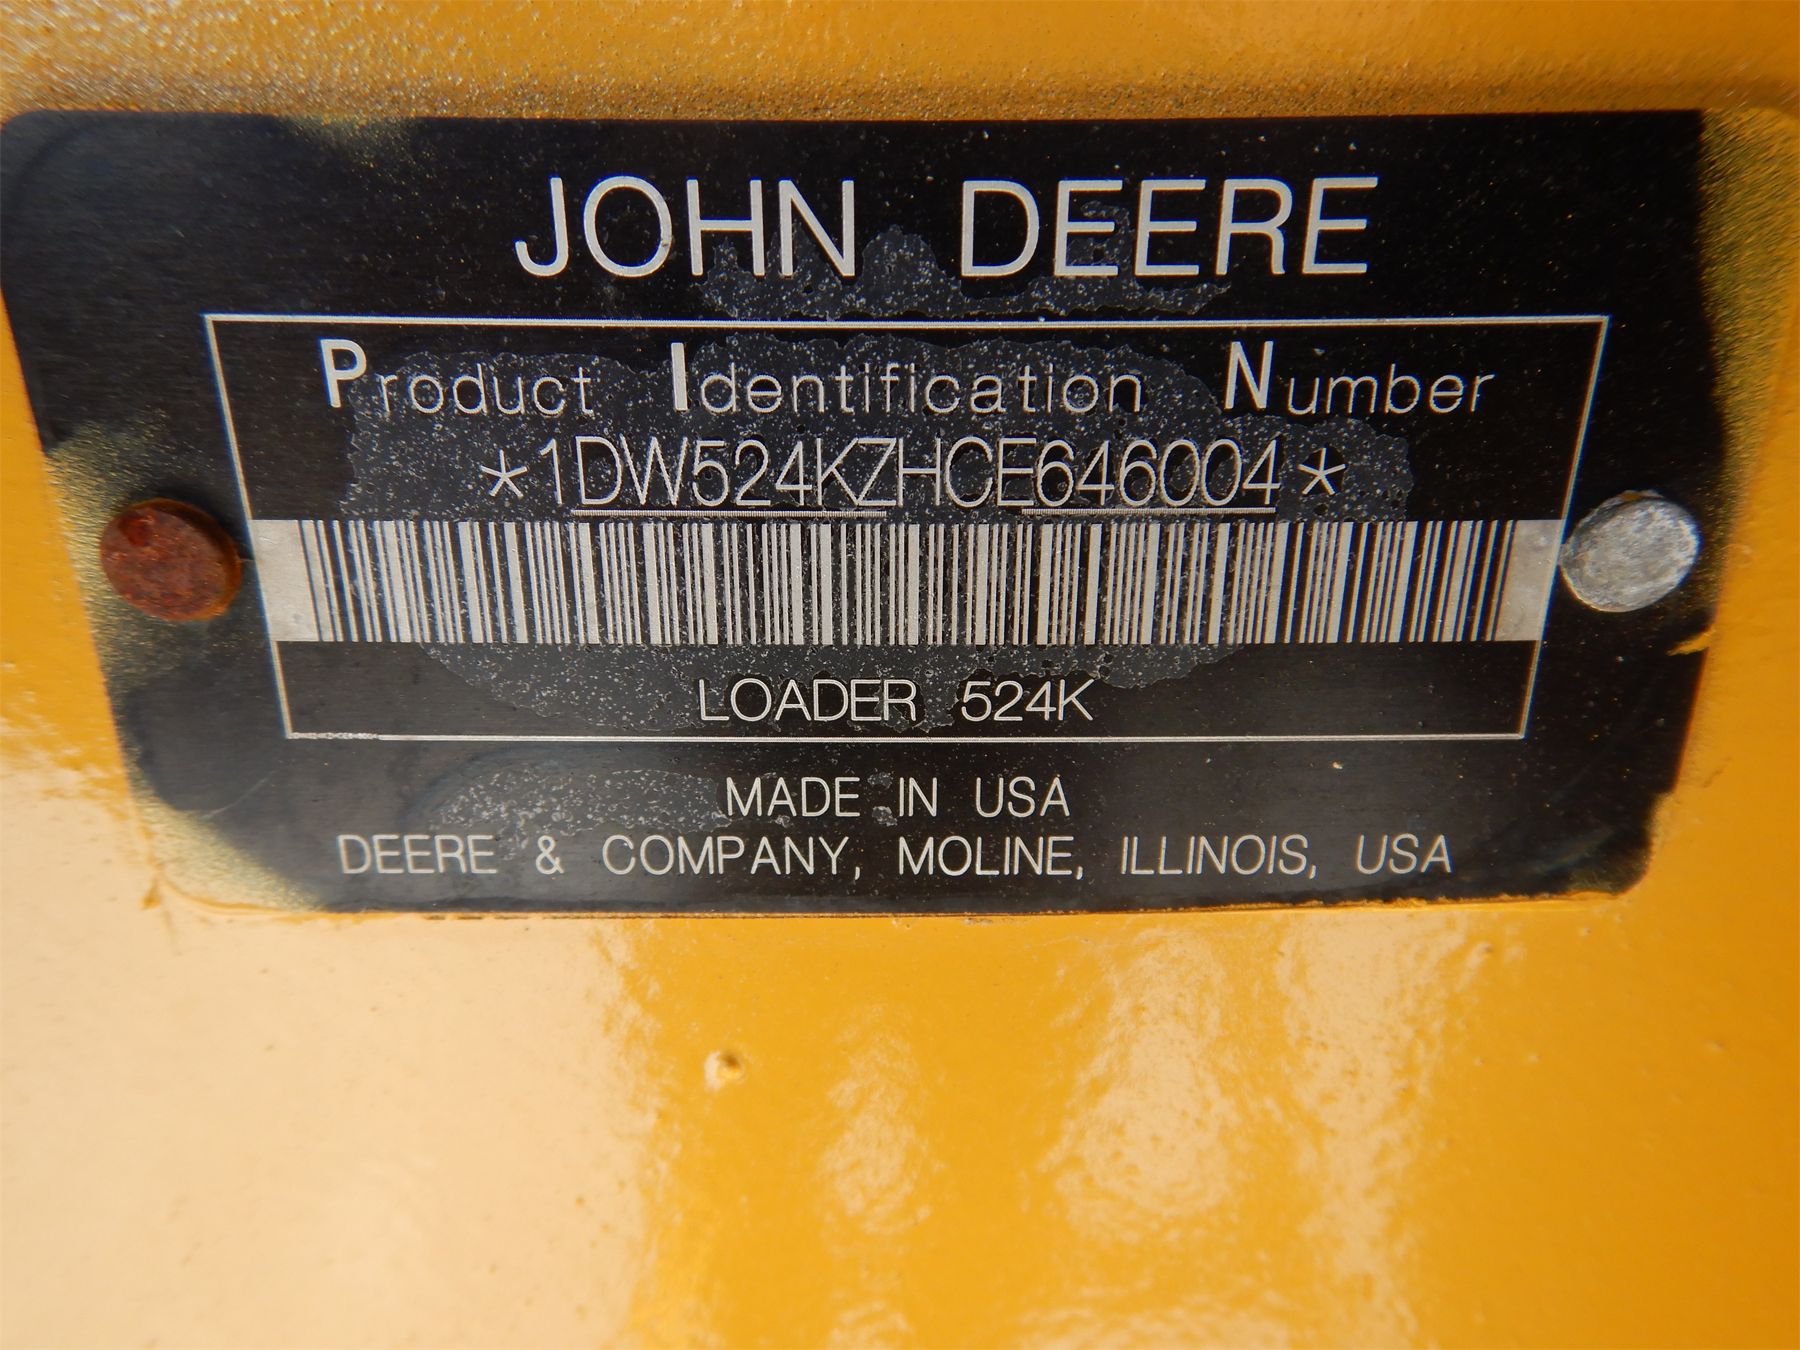 JOHN DEERE
Product Identification Number
*1DW524KZHCE646004*
LOADER 524K
MADE IN USA
DEERE & COMPANY, MOLINE, ILLINOIS, USA